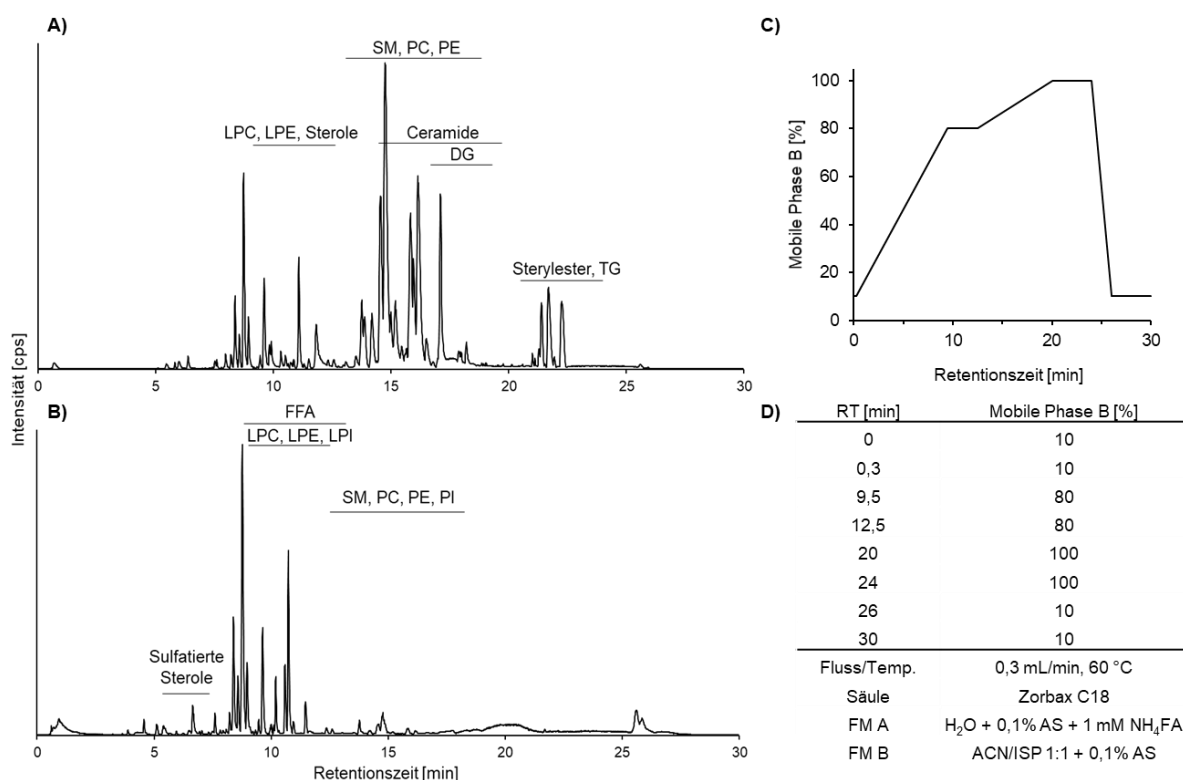 A)
SM, PC, PE
LPC, LPE, Sterole
Ceramide
DG
Sterylester, TG
0 5 10 15 20 25 30
Intensität [cps]
B)
FFA
LPC, LPE, LPI
SM, PC, PE, PI
Sulfatierte
Sterole
0 5 10 15 20 25 30
Retentionszeit [min]
C)
Mobile Phase B [%]
100
80
60
40
20
0
0 10 20 30
Retentionszeit [min]
D)
RT [min] Mobile Phase B [%]
0 10
0,3 10
9,5 80
12,5 80
20 100
24 100
26 10
30 10
Fluss/Temp. 0,3 mL/min, 60 °C
Säule Zorbax C18
FM A H₂O + 0,1% AS + 1 mM NH₄FA
FM B ACN/ISP 1:1 + 0,1% AS